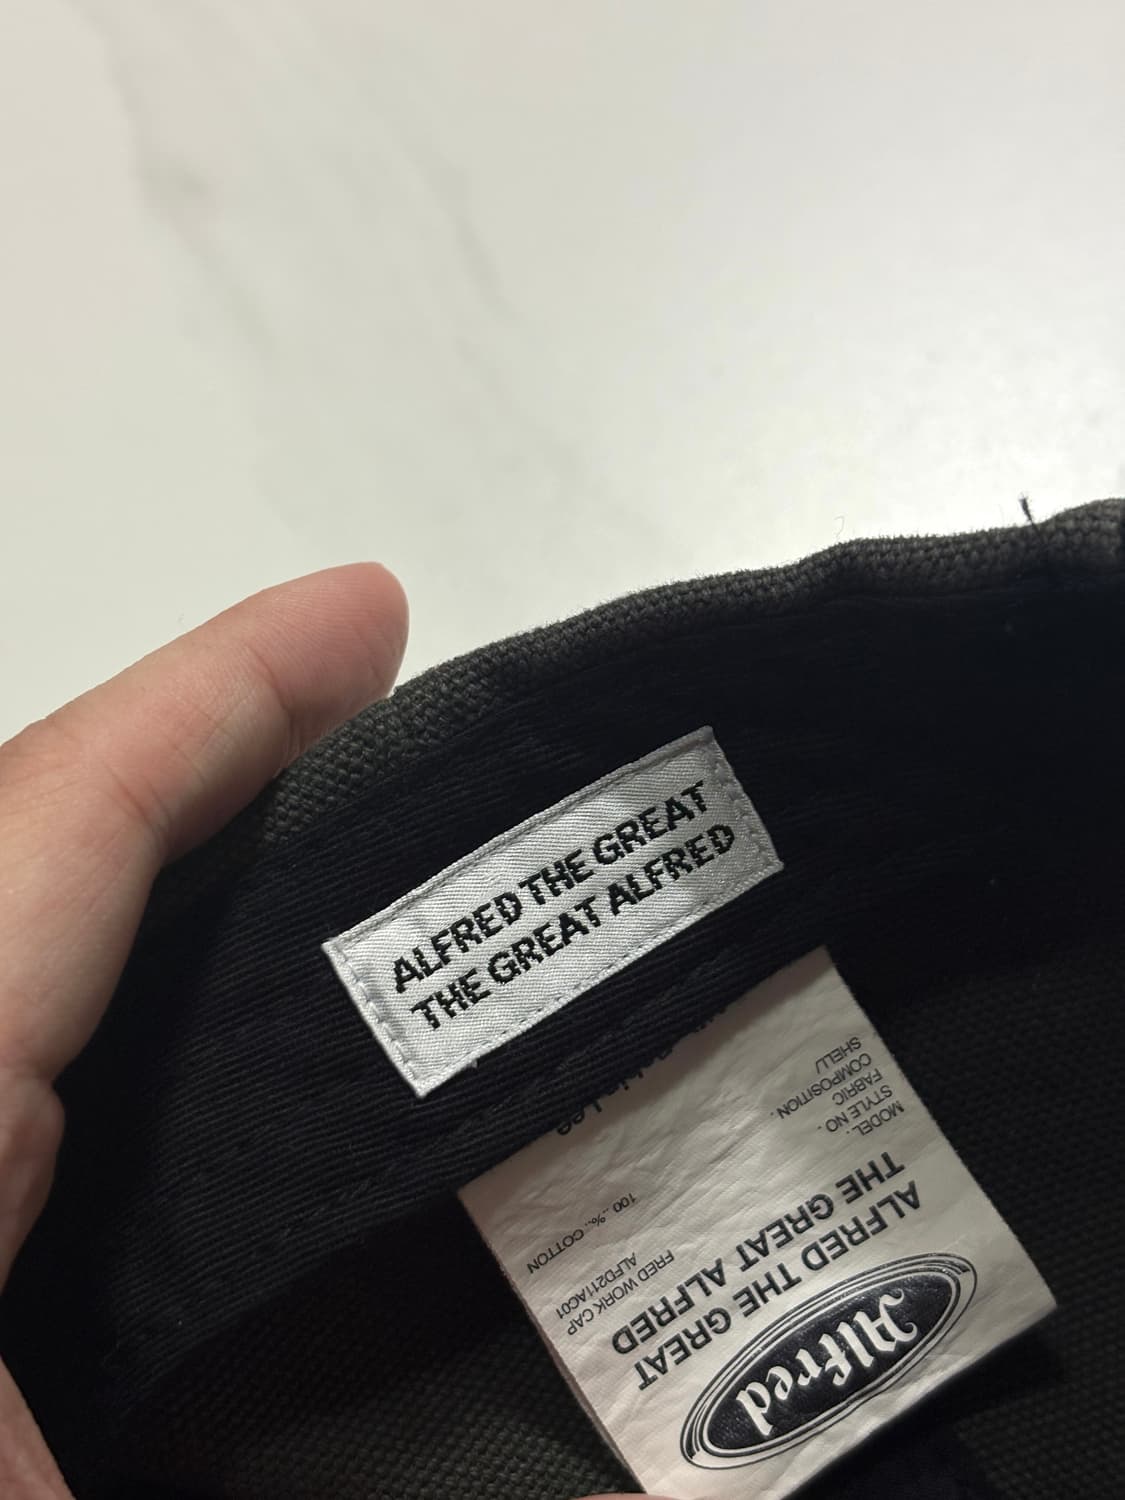 ALFRED THE GREAT
THE GREAT ALFRED
Alfred
ALFRED THE GREAT
THE GREAT ALFRED
MODEL. FRED WORK CAP
STYLE NO. ALFD211AC01
FABRIC
COMPOSITION.
SHELL/ 100..%..COTTON